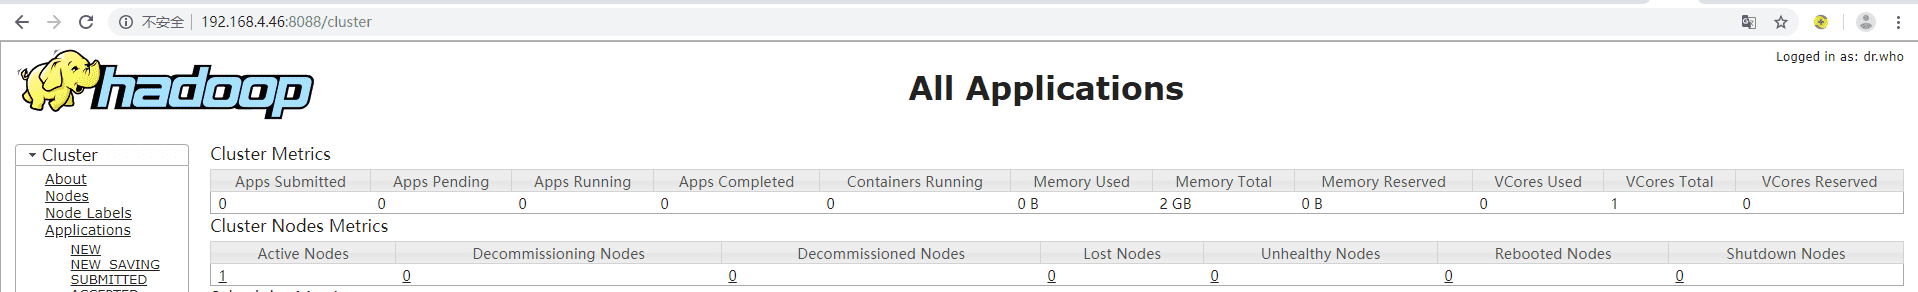 不安全 192.168.4.46:8088/cluster
Logged in as: dr.who
hadoop
All Applications
Cluster
About
Nodes
Node Labels
Applications
NEW
NEW_SAVING
SUBMITTED
Cluster Metrics
Apps Submitted Apps Pending Apps Running Apps Completed Containers Running Memory Used Memory Total Memory Reserved VCores Used VCores Total VCores Reserved
0 0 0 0 0 0 B 2 GB 0 B 0 1 0
Cluster Nodes Metrics
Active Nodes Decommissioning Nodes Decommissioned Nodes Lost Nodes Unhealthy Nodes Rebooted Nodes Shutdown Nodes
1 0 0 0 0 0 0